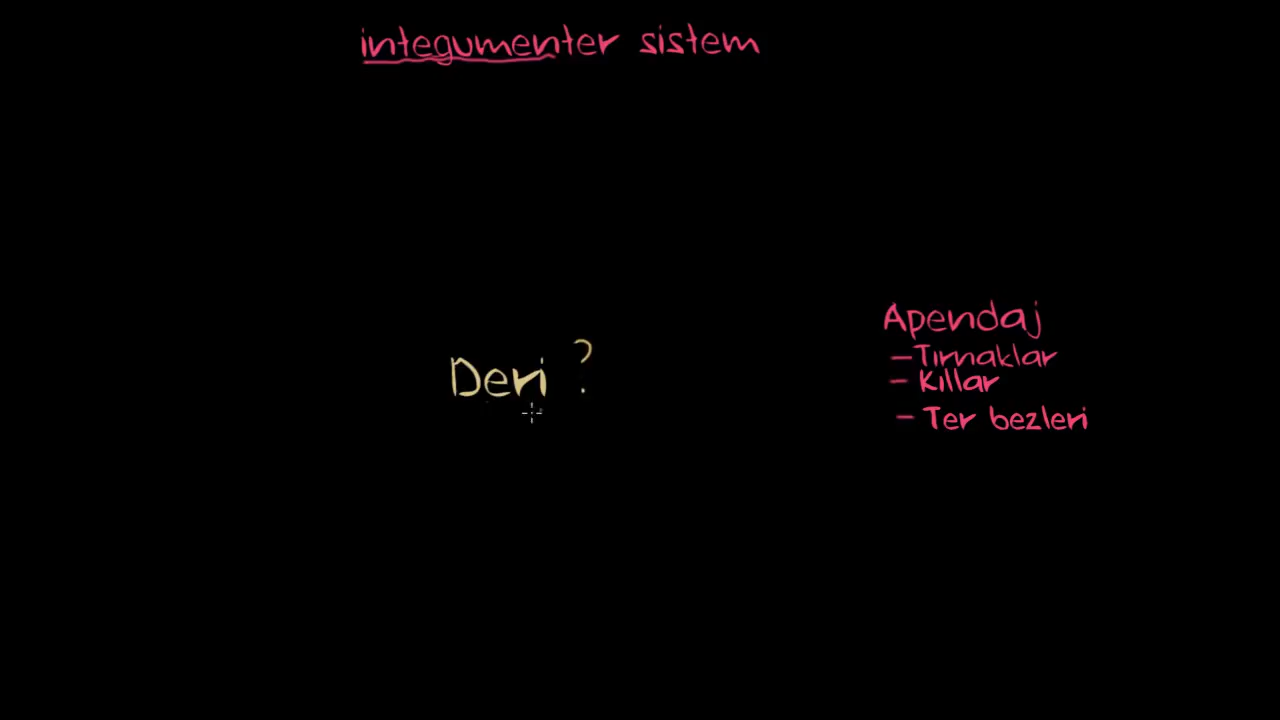 integumenter sistem
Deri ?
Apendaj
- Tırnaklar
- Kıllar
- Ter bezleri